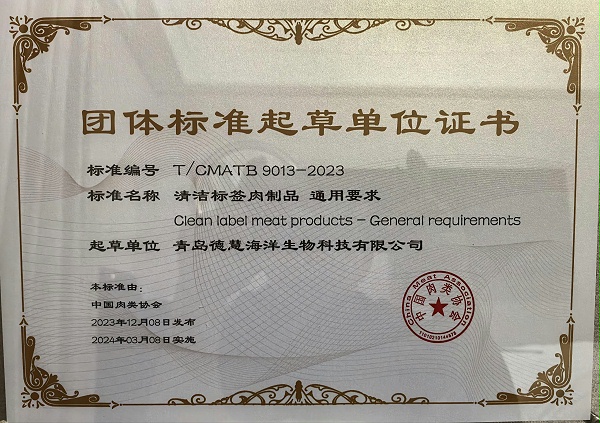 团体标准起草单位证书
标准编号 T/CMATB 9013-2023
标准名称 清洁标签肉制品 通用要求
Clean label meat products - General requirements
起草单位 青岛德慧海洋生物科技有限公司
本标准由：
中国肉类协会
2023年12月08日发布
2024年03月08日实施
China Meat Association
中国肉类协会